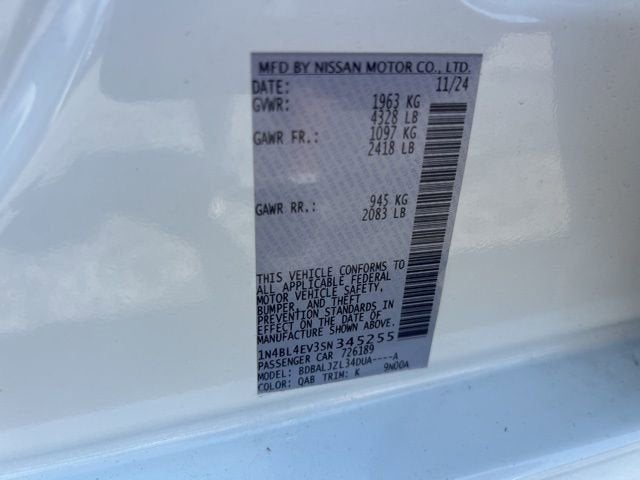 MFD BY NISSAN MOTOR CO., LTD.
DATE: 11/24
GVWR: 1963 KG
4328 LB
GAWR FR.: 1097 KG
2418 LB
GAWR RR.: 945 KG
2083 LB
THIS VEHICLE CONFORMS TO
ALL APPLICABLE FEDERAL
MOTOR VEHICLE SAFETY,
BUMPER, AND THEFT
PREVENTION STANDARDS IN
EFFECT ON THE DATE OF
MANUFACTURE SHOWN ABOVE.
1N4BL4EV3SN345255
PASSENGER CAR 726189
MODEL: BDBALJZL34DUA----A
COLOR: QAB TRIM: K 9N00A